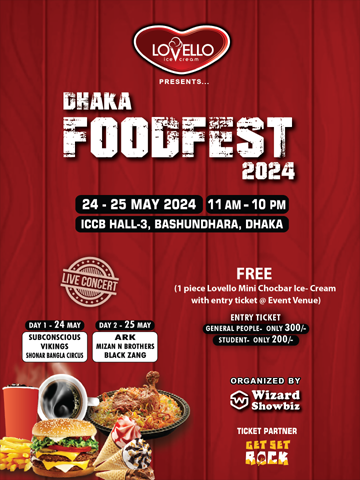 LOVELLO
ice cream
PRESENTS...
DHAKA
FOODFEST
2024
24 - 25 MAY 2024
11 AM - 10 PM
ICCB HALL-3, BASHUNDHARA, DHAKA
LIVE CONCERT
FREE
(1 piece Lovello Mini Chocbar Ice- Cream
with entry ticket @ Event Venue)
ENTRY TICKET
GENERAL PEOPLE- ONLY 300/-
STUDENT- ONLY 200/-
DAY 1 - 24 MAY
SUBCONSCIOUS
VIKINGS
SHONAR BANGLA CIRCUS
DAY 2 - 25 MAY
ARK
MIZAN N BROTHERS
BLACK ZANG
ORGANIZED BY
Wizard
Showbiz
TICKET PARTNER
GET SET
ROCK